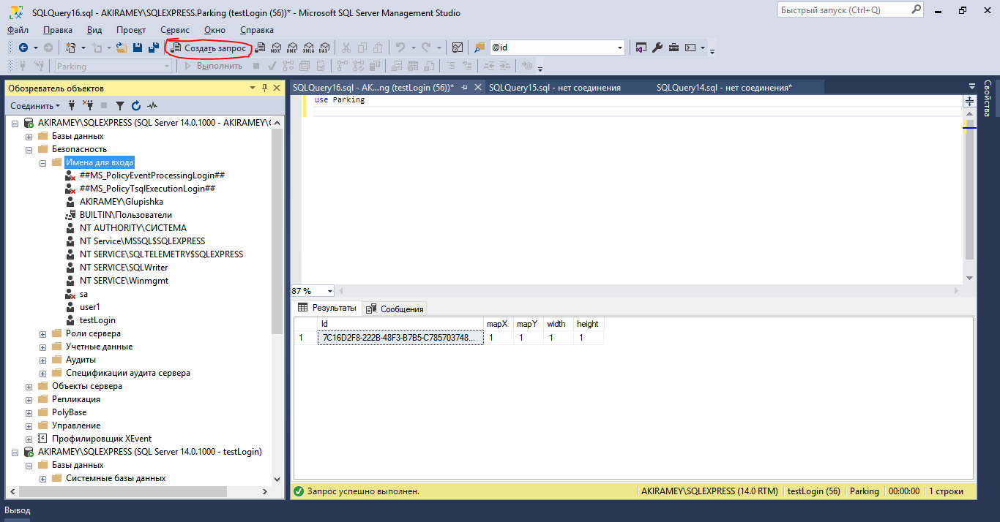 SQLQuery16.sql - AKIRAMEY\SQLEXPRESS.Parking (testLogin (56))* - Microsoft SQL Server Management Studio
Быстрый запуск (Ctrl+Q)
Файл Правка Вид Проект Сервис Окно Справка
Создать запрос MDX DMX XMLA DAX @id
Parking Выполнить
Обозреватель объектов
SQLQuery16.sql - AK...ng (testLogin (56))* SQLQuery15.sql - нет соединения SQLQuery14.sql - нет соединения*
Свойства
Соединить
use Parking
AKIRAMEY\SQLEXPRESS (SQL Server 14.0.1000 - AKIRAMEY\
Базы данных
Безопасность
Имена для входа
##MS_PolicyEventProcessingLogin##
##MS_PolicyTsqlExecutionLogin##
AKIRAMEY\Glupishka
BUILTIN\Пользователи
NT AUTHORITY\СИСТЕМА
NT Service\MSSQL$SQLEXPRESS
NT SERVICE\SQLTELEMETRY$SQLEXPRESS
NT SERVICE\SQLWriter
NT SERVICE\Winmgmt
sa
user1
testLogin
Роли сервера
Учетные данные
Аудиты
Спецификации аудита сервера
Объекты сервера
Репликация
PolyBase
Управление
Профилировщик XEvent
AKIRAMEY\SQLEXPRESS (SQL Server 14.0.1000 - testLogin)
Базы данных
Системные базы данных
87 %
Результаты Сообщения
Id mapX mapY width height
1 7C16D2F8-222B-48F3-B7B5-C785703748... 1 1 1 1
Запрос успешно выполнен. AKIRAMEY\SQLEXPRESS (14.0 RTM) testLogin (56) Parking 00:00:00 1 строки
Вывод